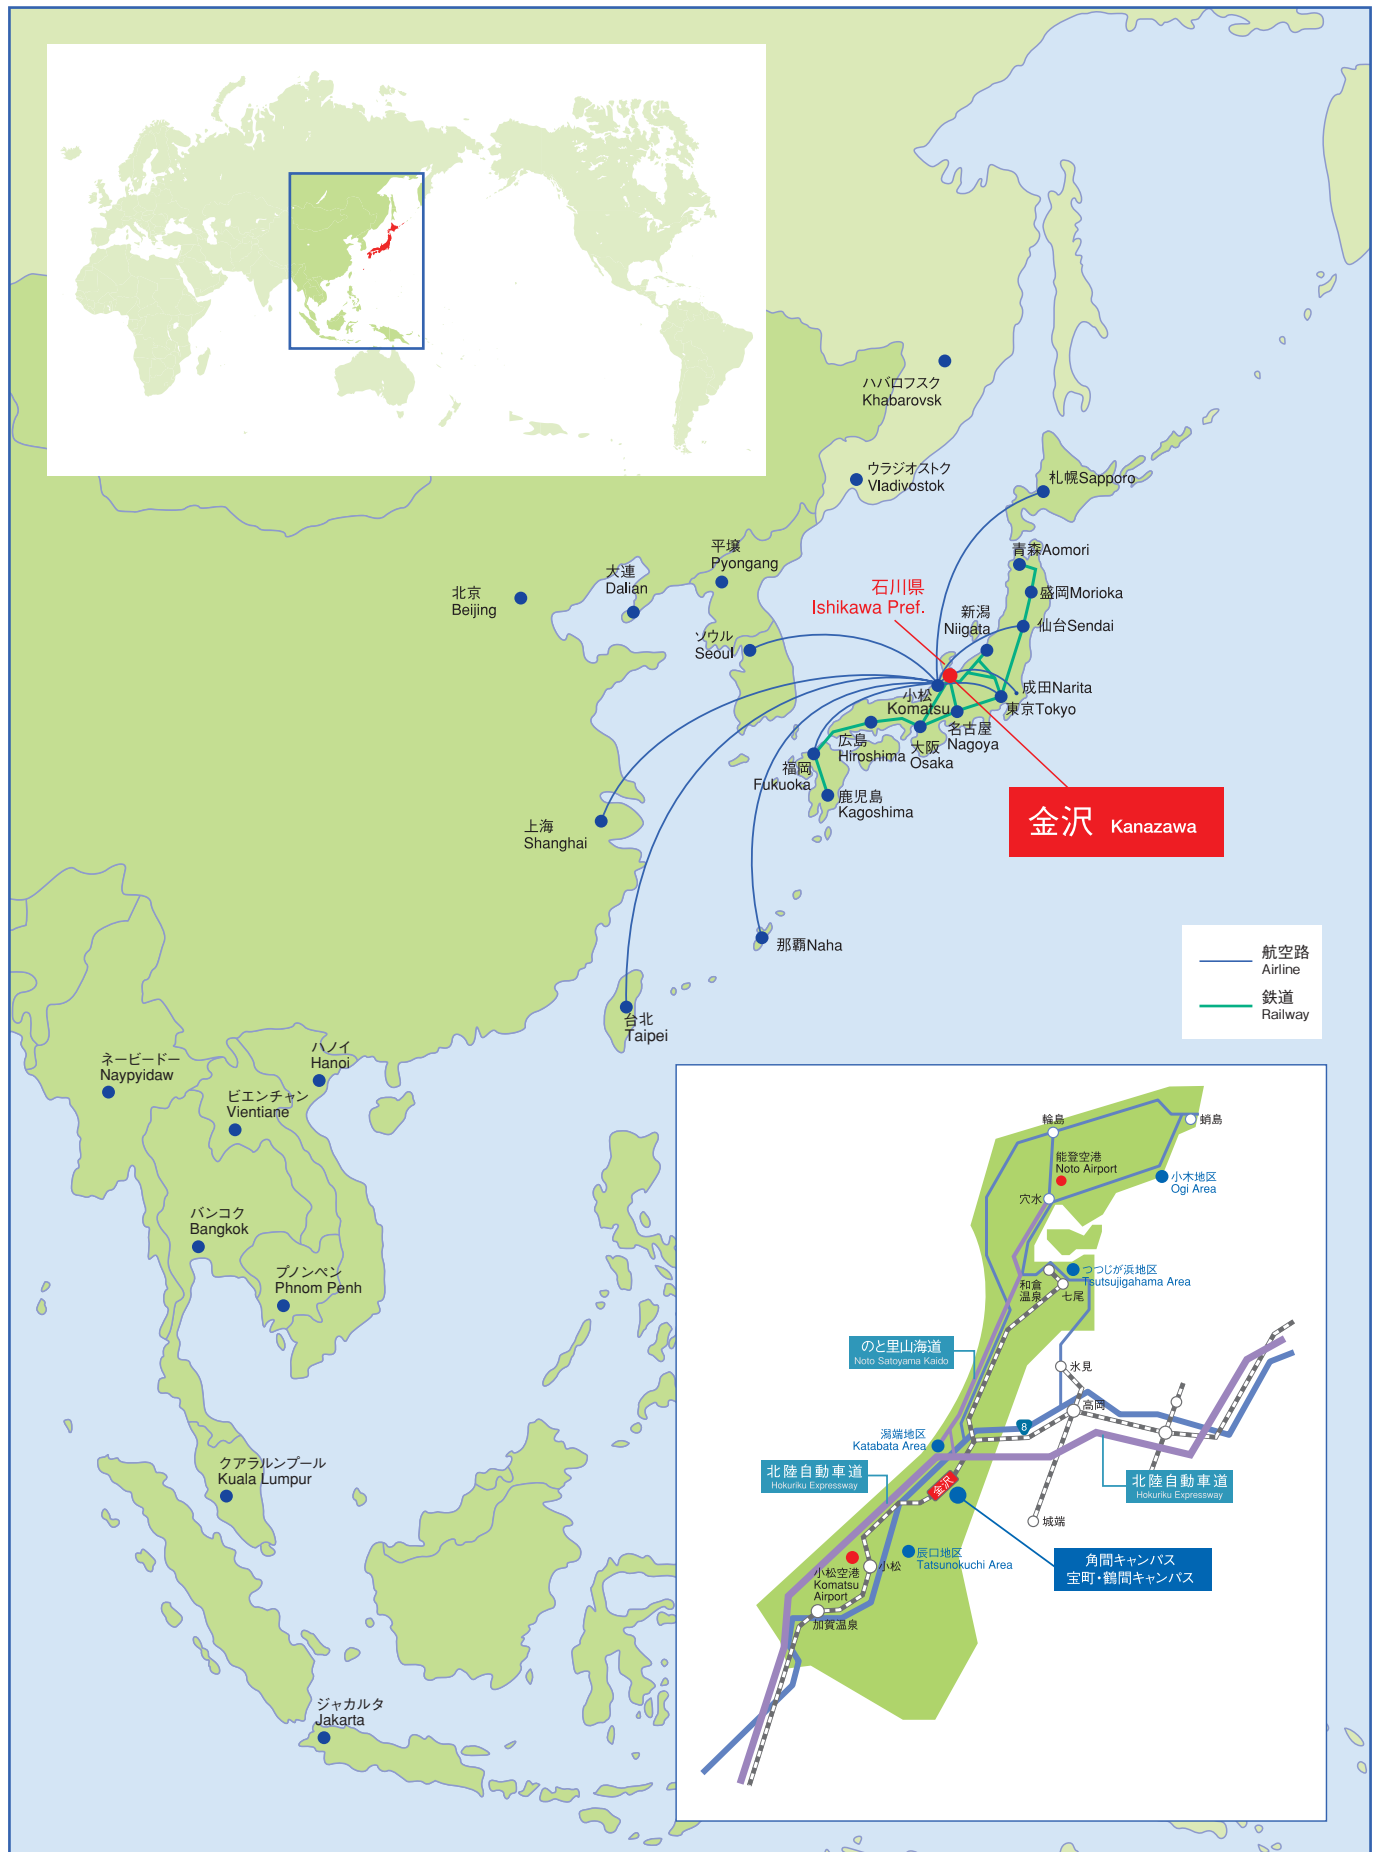 ハバロフスク
Khabarovsk
ウラジオストク
Vladivostok
札幌Sapporo
青森Aomori
平壌
Pyongang
大連
Dalian
北京
Beijing
石川県
Ishikawa Pref.
盛岡Morioka
新潟
Niigata
仙台Sendai
ソウル
Seoul
小松
Komatsu
成田Narita
東京Tokyo
名古屋
Nagoya
広島
Hiroshima
大阪
Osaka
福岡
Fukuoka
鹿児島
Kagoshima
金沢 Kanazawa
上海
Shanghai
那覇Naha
航空路
Airline
鉄道
Railway
台北
Taipei
ハノイ
Hanoi
ネーピードー
Naypyidaw
ビエンチャン
Vientiane
バンコク
Bangkok
プノンペン
Phnom Penh
クアラルンプール
Kuala Lumpur
ジャカルタ
Jakarta
輪島
蛸島
能登空港
Noto Airport
小木地区
Ogi Area
穴水
つつじが浜地区
Tsutsujigahama Area
和倉
温泉
七尾
のと里山海道
Noto Satoyama Kaido
氷見
高岡
8
潟端地区
Katabata Area
北陸自動車道
Hokuriku Expressway
金沢
北陸自動車道
Hokuriku Expressway
城端
辰口地区
Tatsunokuchi Area
角間キャンパス
宝町・鶴間キャンパス
小松空港
Komatsu
Airport
小松
加賀温泉